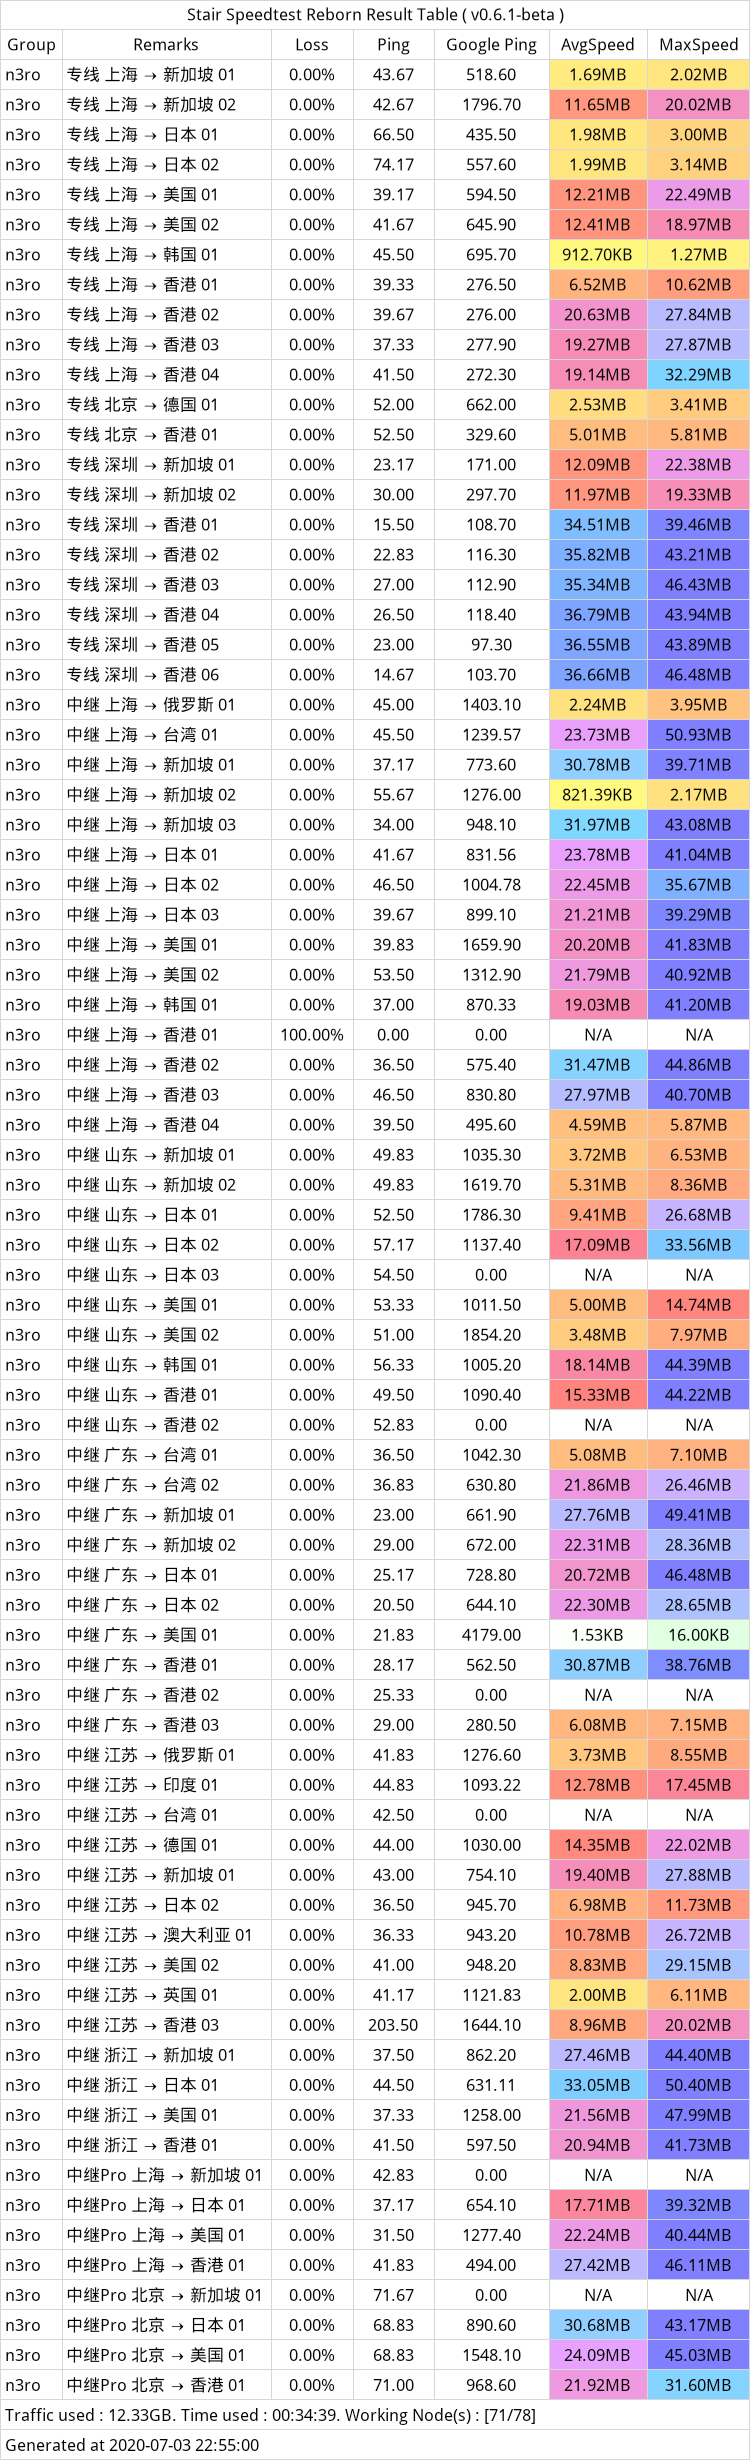 Stair Speedtest Reborn Result Table ( v0.6.1-beta )
Group Remarks Loss Ping Google Ping AvgSpeed MaxSpeed
n3ro 专线 上海 → 新加坡 01 0.00% 43.67 518.60 1.69MB 2.02MB
n3ro 专线 上海 → 新加坡 02 0.00% 42.67 1796.70 11.65MB 20.02MB
n3ro 专线 上海 → 日本 01 0.00% 66.50 435.50 1.98MB 3.00MB
n3ro 专线 上海 → 日本 02 0.00% 74.17 557.60 1.99MB 3.14MB
n3ro 专线 上海 → 美国 01 0.00% 39.17 594.50 12.21MB 22.49MB
n3ro 专线 上海 → 美国 02 0.00% 41.67 645.90 12.41MB 18.97MB
n3ro 专线 上海 → 韩国 01 0.00% 45.50 695.70 912.70KB 1.27MB
n3ro 专线 上海 → 香港 01 0.00% 39.33 276.50 6.52MB 10.62MB
n3ro 专线 上海 → 香港 02 0.00% 39.67 276.00 20.63MB 27.84MB
n3ro 专线 上海 → 香港 03 0.00% 37.33 277.90 19.27MB 27.87MB
n3ro 专线 上海 → 香港 04 0.00% 41.50 272.30 19.14MB 32.29MB
n3ro 专线 北京 → 德国 01 0.00% 52.00 662.00 2.53MB 3.41MB
n3ro 专线 北京 → 香港 01 0.00% 52.50 329.60 5.01MB 5.81MB
n3ro 专线 深圳 → 新加坡 01 0.00% 23.17 171.00 12.09MB 22.38MB
n3ro 专线 深圳 → 新加坡 02 0.00% 30.00 297.70 11.97MB 19.33MB
n3ro 专线 深圳 → 香港 01 0.00% 15.50 108.70 34.51MB 39.46MB
n3ro 专线 深圳 → 香港 02 0.00% 22.83 116.30 35.82MB 43.21MB
n3ro 专线 深圳 → 香港 03 0.00% 27.00 112.90 35.34MB 46.43MB
n3ro 专线 深圳 → 香港 04 0.00% 26.50 118.40 36.79MB 43.94MB
n3ro 专线 深圳 → 香港 05 0.00% 23.00 97.30 36.55MB 43.89MB
n3ro 专线 深圳 → 香港 06 0.00% 14.67 103.70 36.66MB 46.48MB
n3ro 中继 上海 → 俄罗斯 01 0.00% 45.00 1403.10 2.24MB 3.95MB
n3ro 中继 上海 → 台湾 01 0.00% 45.50 1239.57 23.73MB 50.93MB
n3ro 中继 上海 → 新加坡 01 0.00% 37.17 773.60 30.78MB 39.71MB
n3ro 中继 上海 → 新加坡 02 0.00% 55.67 1276.00 821.39KB 2.17MB
n3ro 中继 上海 → 新加坡 03 0.00% 34.00 948.10 31.97MB 43.08MB
n3ro 中继 上海 → 日本 01 0.00% 41.67 831.56 23.78MB 41.04MB
n3ro 中继 上海 → 日本 02 0.00% 46.50 1004.78 22.45MB 35.67MB
n3ro 中继 上海 → 日本 03 0.00% 39.67 899.10 21.21MB 39.29MB
n3ro 中继 上海 → 美国 01 0.00% 39.83 1659.90 20.20MB 41.83MB
n3ro 中继 上海 → 美国 02 0.00% 53.50 1312.90 21.79MB 40.92MB
n3ro 中继 上海 → 韩国 01 0.00% 37.00 870.33 19.03MB 41.20MB
n3ro 中继 上海 → 香港 01 100.00% 0.00 0.00 N/A N/A
n3ro 中继 上海 → 香港 02 0.00% 36.50 575.40 31.47MB 44.86MB
n3ro 中继 上海 → 香港 03 0.00% 46.50 830.80 27.97MB 40.70MB
n3ro 中继 上海 → 香港 04 0.00% 39.50 495.60 4.59MB 5.87MB
n3ro 中继 山东 → 新加坡 01 0.00% 49.83 1035.30 3.72MB 6.53MB
n3ro 中继 山东 → 新加坡 02 0.00% 49.83 1619.70 5.31MB 8.36MB
n3ro 中继 山东 → 日本 01 0.00% 52.50 1786.30 9.41MB 26.68MB
n3ro 中继 山东 → 日本 02 0.00% 57.17 1137.40 17.09MB 33.56MB
n3ro 中继 山东 → 日本 03 0.00% 54.50 0.00 N/A N/A
n3ro 中继 山东 → 美国 01 0.00% 53.33 1011.50 5.00MB 14.74MB
n3ro 中继 山东 → 美国 02 0.00% 51.00 1854.20 3.48MB 7.97MB
n3ro 中继 山东 → 韩国 01 0.00% 56.33 1005.20 18.14MB 44.39MB
n3ro 中继 山东 → 香港 01 0.00% 49.50 1090.40 15.33MB 44.22MB
n3ro 中继 山东 → 香港 02 0.00% 52.83 0.00 N/A N/A
n3ro 中继 广东 → 台湾 01 0.00% 36.50 1042.30 5.08MB 7.10MB
n3ro 中继 广东 → 台湾 02 0.00% 36.83 630.80 21.86MB 26.46MB
n3ro 中继 广东 → 新加坡 01 0.00% 23.00 661.90 27.76MB 49.41MB
n3ro 中继 广东 → 新加坡 02 0.00% 29.00 672.00 22.31MB 28.36MB
n3ro 中继 广东 → 日本 01 0.00% 25.17 728.80 20.72MB 46.48MB
n3ro 中继 广东 → 日本 02 0.00% 20.50 644.10 22.30MB 28.65MB
n3ro 中继 广东 → 美国 01 0.00% 21.83 4179.00 1.53KB 16.00KB
n3ro 中继 广东 → 香港 01 0.00% 28.17 562.50 30.87MB 38.76MB
n3ro 中继 广东 → 香港 02 0.00% 25.33 0.00 N/A N/A
n3ro 中继 广东 → 香港 03 0.00% 29.00 280.50 6.08MB 7.15MB
n3ro 中继 江苏 → 俄罗斯 01 0.00% 41.83 1276.60 3.73MB 8.55MB
n3ro 中继 江苏 → 印度 01 0.00% 44.83 1093.22 12.78MB 17.45MB
n3ro 中继 江苏 → 台湾 01 0.00% 42.50 0.00 N/A N/A
n3ro 中继 江苏 → 德国 01 0.00% 44.00 1030.00 14.35MB 22.02MB
n3ro 中继 江苏 → 新加坡 01 0.00% 43.00 754.10 19.40MB 27.88MB
n3ro 中继 江苏 → 日本 02 0.00% 36.50 945.70 6.98MB 11.73MB
n3ro 中继 江苏 → 澳大利亚 01 0.00% 36.33 943.20 10.78MB 26.72MB
n3ro 中继 江苏 → 美国 02 0.00% 41.00 948.20 8.83MB 29.15MB
n3ro 中继 江苏 → 英国 01 0.00% 41.17 1121.83 2.00MB 6.11MB
n3ro 中继 江苏 → 香港 03 0.00% 203.50 1644.10 8.96MB 20.02MB
n3ro 中继 浙江 → 新加坡 01 0.00% 37.50 862.20 27.46MB 44.40MB
n3ro 中继 浙江 → 日本 01 0.00% 44.50 631.11 33.05MB 50.40MB
n3ro 中继 浙江 → 美国 01 0.00% 37.33 1258.00 21.56MB 47.99MB
n3ro 中继 浙江 → 香港 01 0.00% 41.50 597.50 20.94MB 41.73MB
n3ro 中继Pro 上海 → 新加坡 01 0.00% 42.83 0.00 N/A N/A
n3ro 中继Pro 上海 → 日本 01 0.00% 37.17 654.10 17.71MB 39.32MB
n3ro 中继Pro 上海 → 美国 01 0.00% 31.50 1277.40 22.24MB 40.44MB
n3ro 中继Pro 上海 → 香港 01 0.00% 41.83 494.00 27.42MB 46.11MB
n3ro 中继Pro 北京 → 新加坡 01 0.00% 71.67 0.00 N/A N/A
n3ro 中继Pro 北京 → 日本 01 0.00% 68.83 890.60 30.68MB 43.17MB
n3ro 中继Pro 北京 → 美国 01 0.00% 68.83 1548.10 24.09MB 45.03MB
n3ro 中继Pro 北京 → 香港 01 0.00% 71.00 968.60 21.92MB 31.60MB
Traffic used : 12.33GB. Time used : 00:34:39. Working Node(s) : [71/78]
Generated at 2020-07-03 22:55:00